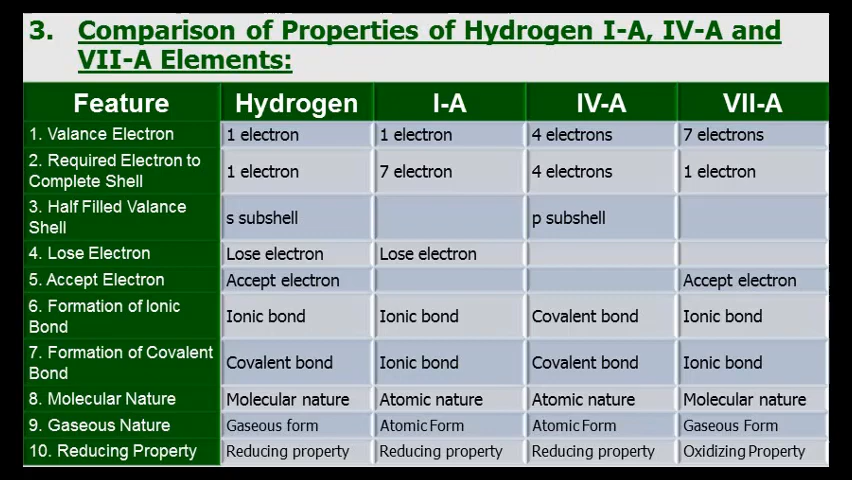 3. Comparison of Properties of Hydrogen I-A, IV-A and
VII-A Elements:
Feature Hydrogen I-A IV-A VII-A
1. Valance Electron 1 electron 1 electron 4 electrons 7 electrons
2. Required Electron to
Complete Shell 1 electron 7 electron 4 electrons 1 electron
3. Half Filled Valance
Shell s subshell p subshell
4. Lose Electron Lose electron Lose electron
5. Accept Electron Accept electron Accept electron
6. Formation of Ionic
Bond Ionic bond Ionic bond Covalent bond Ionic bond
7. Formation of Covalent
Bond Covalent bond Ionic bond Covalent bond Ionic bond
8. Molecular Nature Molecular nature Atomic nature Atomic nature Molecular nature
9. Gaseous Nature Gaseous form Atomic Form Atomic Form Gaseous Form
10. Reducing Property Reducing property Reducing property Reducing property Oxidizing Property